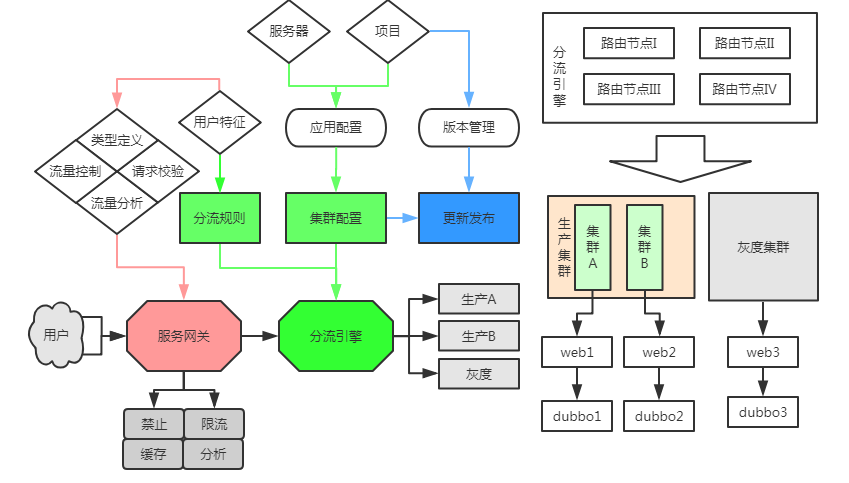 服务器
项目
用户特征
应用配置
版本管理
类型定义
流量控制
请求校验
流量分析
分流规则
集群配置
更新发布
用户
服务网关
分流引擎
生产A
生产B
灰度
禁止
限流
缓存
分析
分流引擎
路由节点I
路由节点II
路由节点III
路由节点IV
生产集群
集群A
集群B
灰度集群
web1
web2
web3
dubbo1
dubbo2
dubbo3